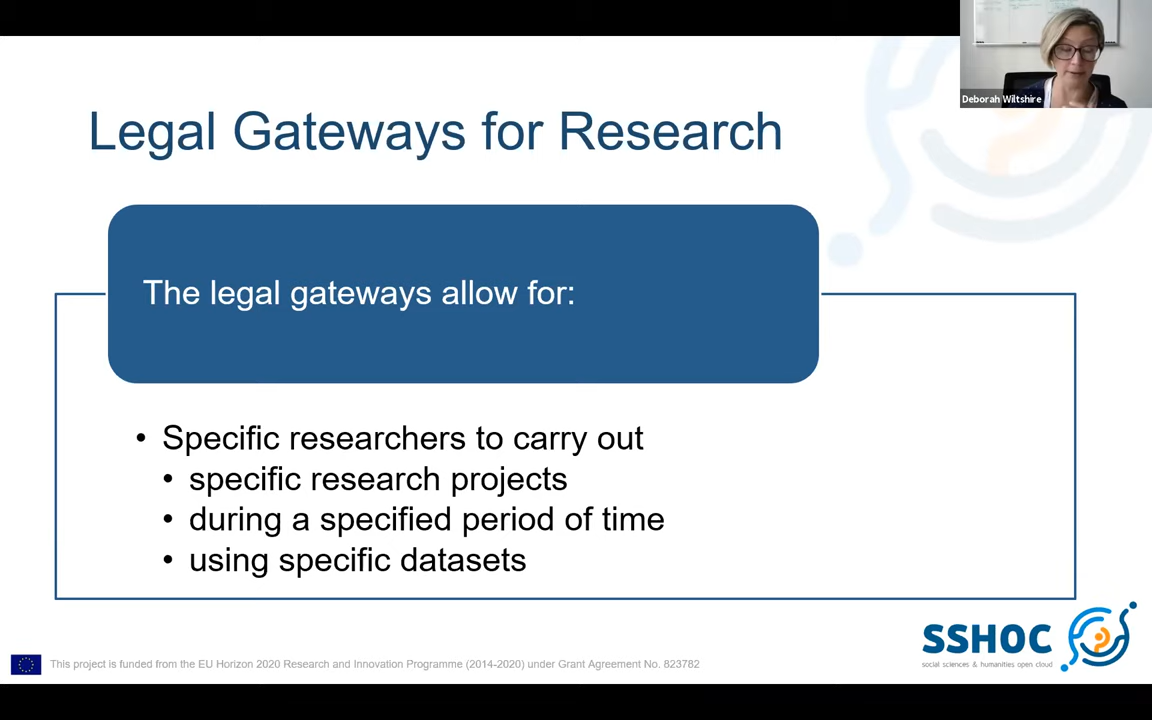 Deborah Wiltshire
Legal Gateways for Research
The legal gateways allow for:
• Specific researchers to carry out
• specific research projects
• during a specified period of time
• using specific datasets
SSHOC
social sciences & humanities open cloud
This project is funded from the EU Horizon 2020 Research and Innovation Programme (2014-2020) under Grant Agreement No. 823782